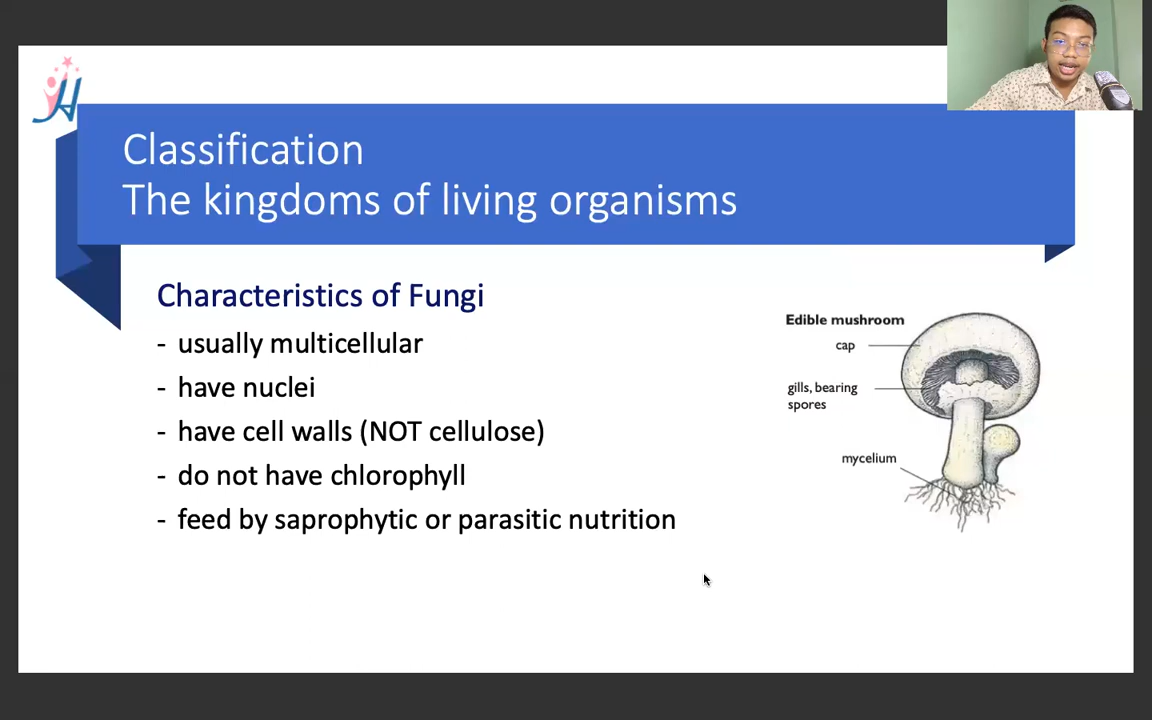 Classification
The kingdoms of living organisms
Characteristics of Fungi
- usually multicellular
- have nuclei
- have cell walls (NOT cellulose)
- do not have chlorophyll
- feed by saprophytic or parasitic nutrition
Edible mushroom
cap
gills, bearing
spores
mycelium